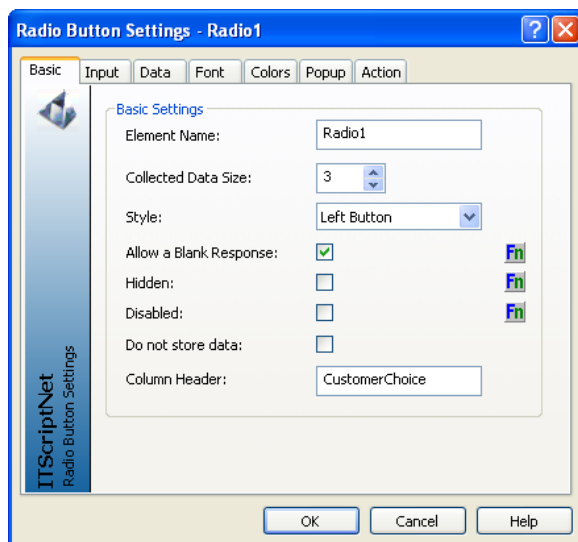 Radio Button Settings - Radio1
Basic Input Data Font Colors Popup Action
Basic Settings
Element Name: Radio1
Collected Data Size: 3
Style: Left Button
Allow a Blank Response: Fn
Hidden: Fn
Disabled: Fn
Do not store data:
Column Header: CustomerChoice
ITScriptNet
Radio Button Settings
OK Cancel Help